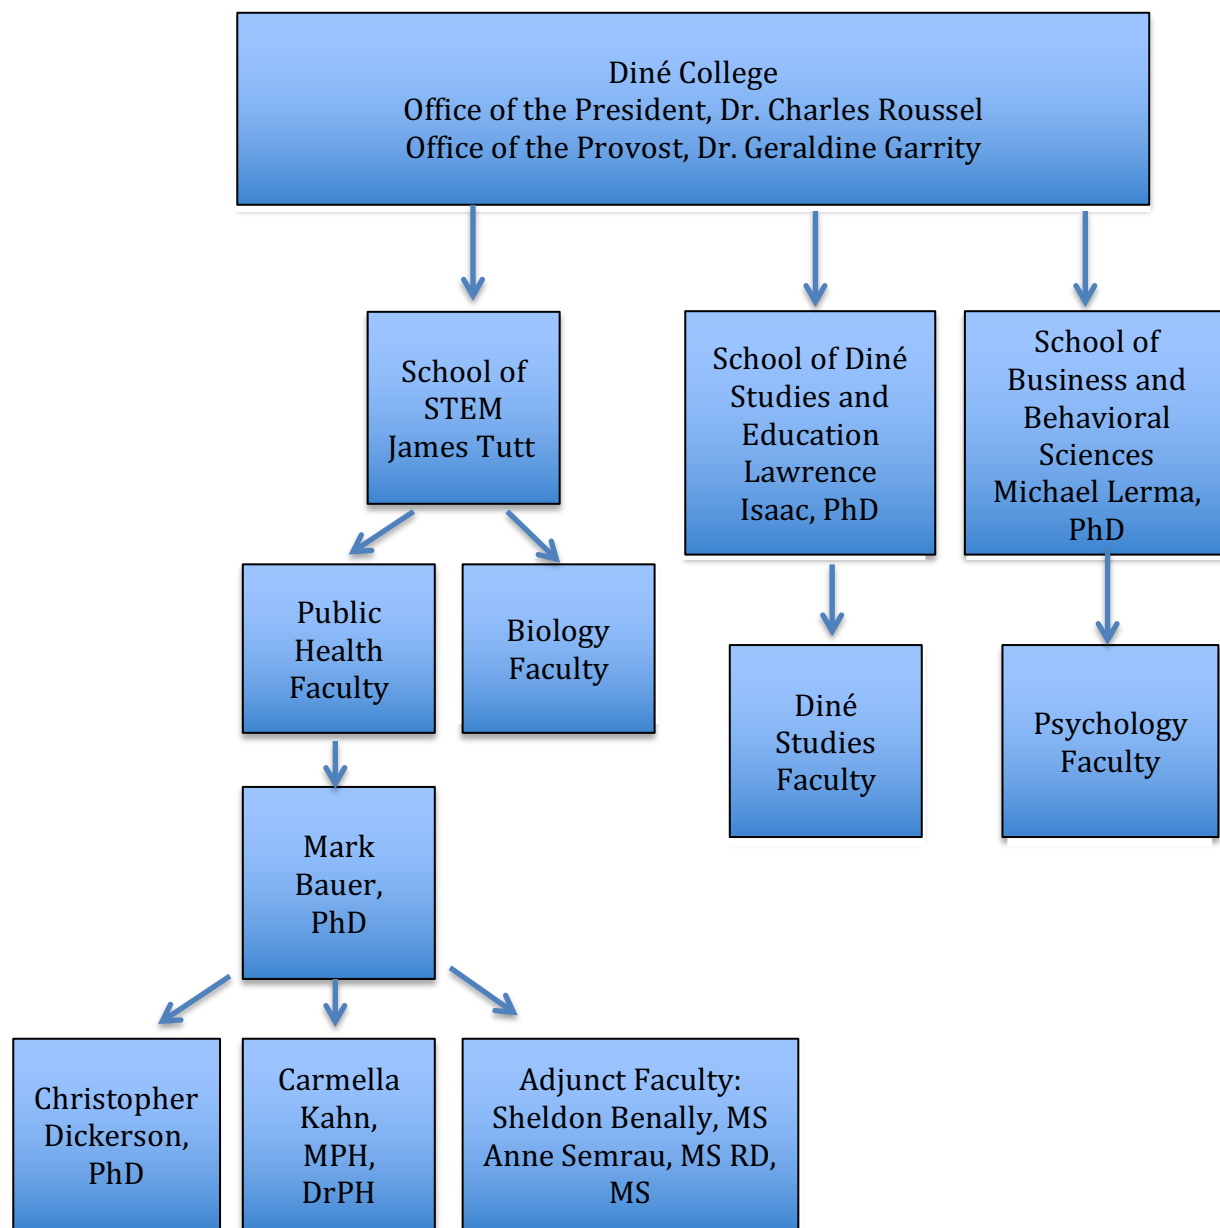 Diné College
Office of the President, Dr. Charles Roussel
Office of the Provost, Dr. Geraldine Garrity
School of
STEM
James Tutt
School of Diné
Studies and
Education
Lawrence
Isaac, PhD
School of
Business and
Behavioral
Sciences
Michael Lerma,
PhD
Public
Health
Faculty
Biology
Faculty
Diné
Studies
Faculty
Psychology
Faculty
Mark
Bauer,
PhD
Christopher
Dickerson,
PhD
Carmella
Kahn,
MPH,
DrPH
Adjunct Faculty:
Sheldon Benally, MS
Anne Semrau, MS RD,
MS